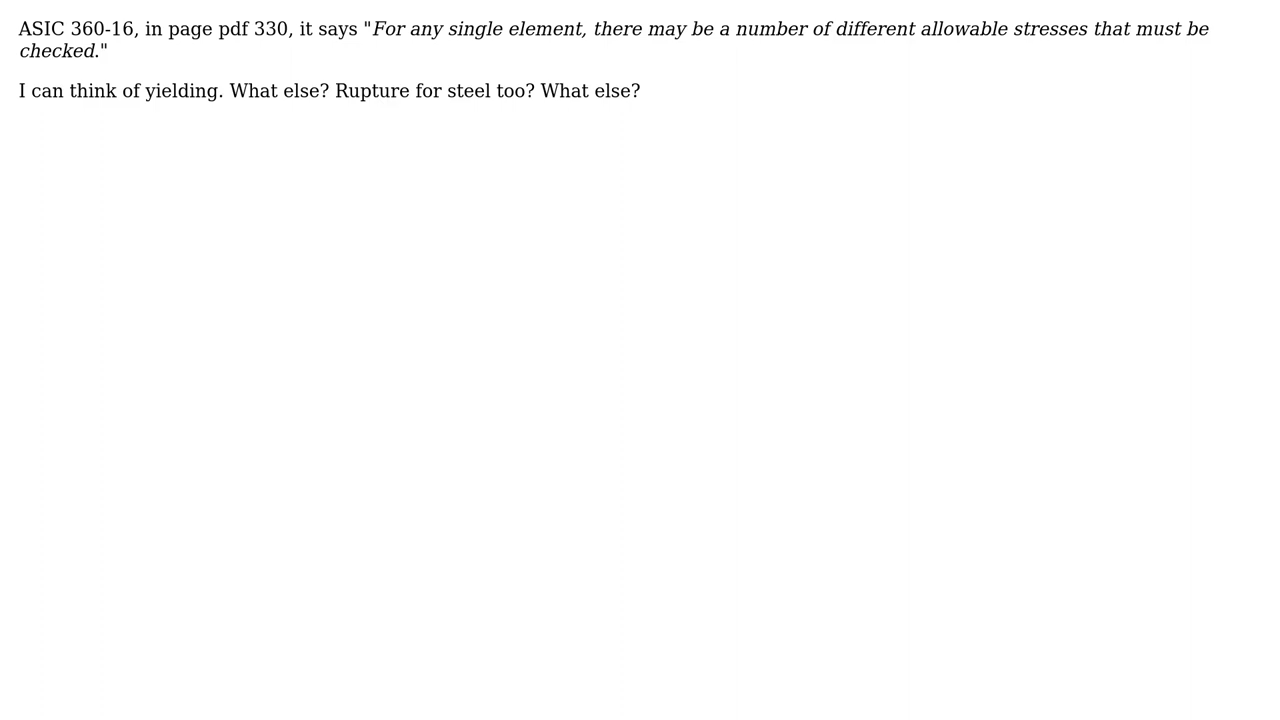 ASIC 360-16, in page pdf 330, it says "For any single element, there may be a number of different allowable stresses that must be
checked."
I can think of yielding. What else? Rupture for steel too? What else?